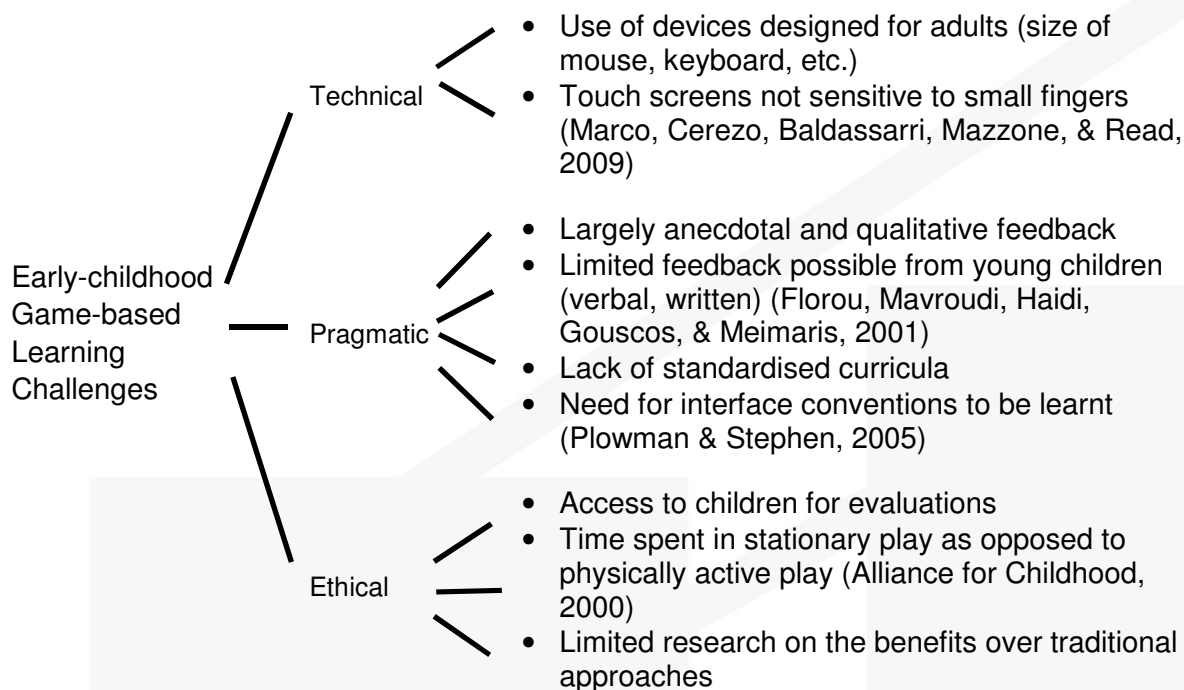 • Use of devices designed for adults (size of
mouse, keyboard, etc.)
Technical
• Touch screens not sensitive to small fingers
(Marco, Cerezo, Baldassarri, Mazzone, & Read,
2009)
• Largely anecdotal and qualitative feedback
• Limited feedback possible from young children
(verbal, written) (Florou, Mavroudi, Haidi,
Gouscos, & Meimaris, 2001)
Early-childhood
Game-based
Learning
Challenges
Pragmatic
• Lack of standardised curricula
• Need for interface conventions to be learnt
(Plowman & Stephen, 2005)
• Access to children for evaluations
• Time spent in stationary play as opposed to
physically active play (Alliance for Childhood,
2000)
Ethical
• Limited research on the benefits over traditional
approaches